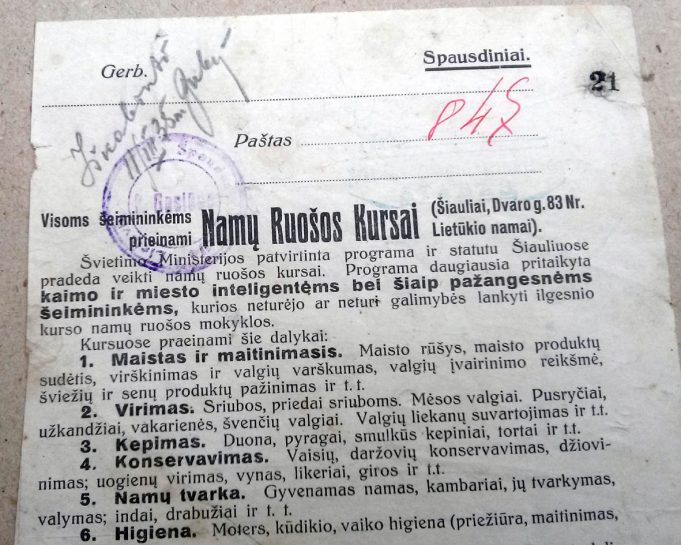 Gerb.
Spausdiniai.
21
Paštas
Visoms šeimininkėms
prieinami
Namų Ruošos Kursai
(Šiauliai, Dvaro g. 83 Nr.
Lietūkio namai).
Švietimo Ministerijos patvirtinta programa ir statutu Šiauliuose
pradeda veikti namų ruošos kursai. Programa daugiausia pritaikyta
kaimo ir miesto inteligentėms bei šiaip pažangesnėms
šeimininkėms, kurios neturėjo ar neturi galimybės lankyti ilgesnio
kurso namų ruošos mokyklos.
Kursuose praeinami šie dalykai:
1. Maistas ir maitinimasis. Maisto rūšys, maisto produktų
sudėtis, virškinimas ir valgių varškumas, valgių įvairinimo reikšmė,
šviežių ir senų produktų pažinimas ir t. t.
2. Virimas. Sriubos, priedai sriuboms. Mėsos valgiai. Pusryčiai,
užkandžiai, vakarienės, švenčių valgiai. Valgių liekanų suvartojimas ir t.t.
3. Kepimas. Duona, pyragai, smulkūs kepiniai, tortai ir t.t.
4. Konservavimas. Vaisių, daržovių konservavimas, džiovi-
nimas; uogienų virimas, vynas, likeriai, giros ir t.t.
5. Namų tvarka. Gyvenamas namas, kambariai, jų tvarkymas,
valymas; indai, drabužiai ir t. t.
6. Higiena. Moters, kūdikio, vaiko higiena (priežiūra, maitinimas,